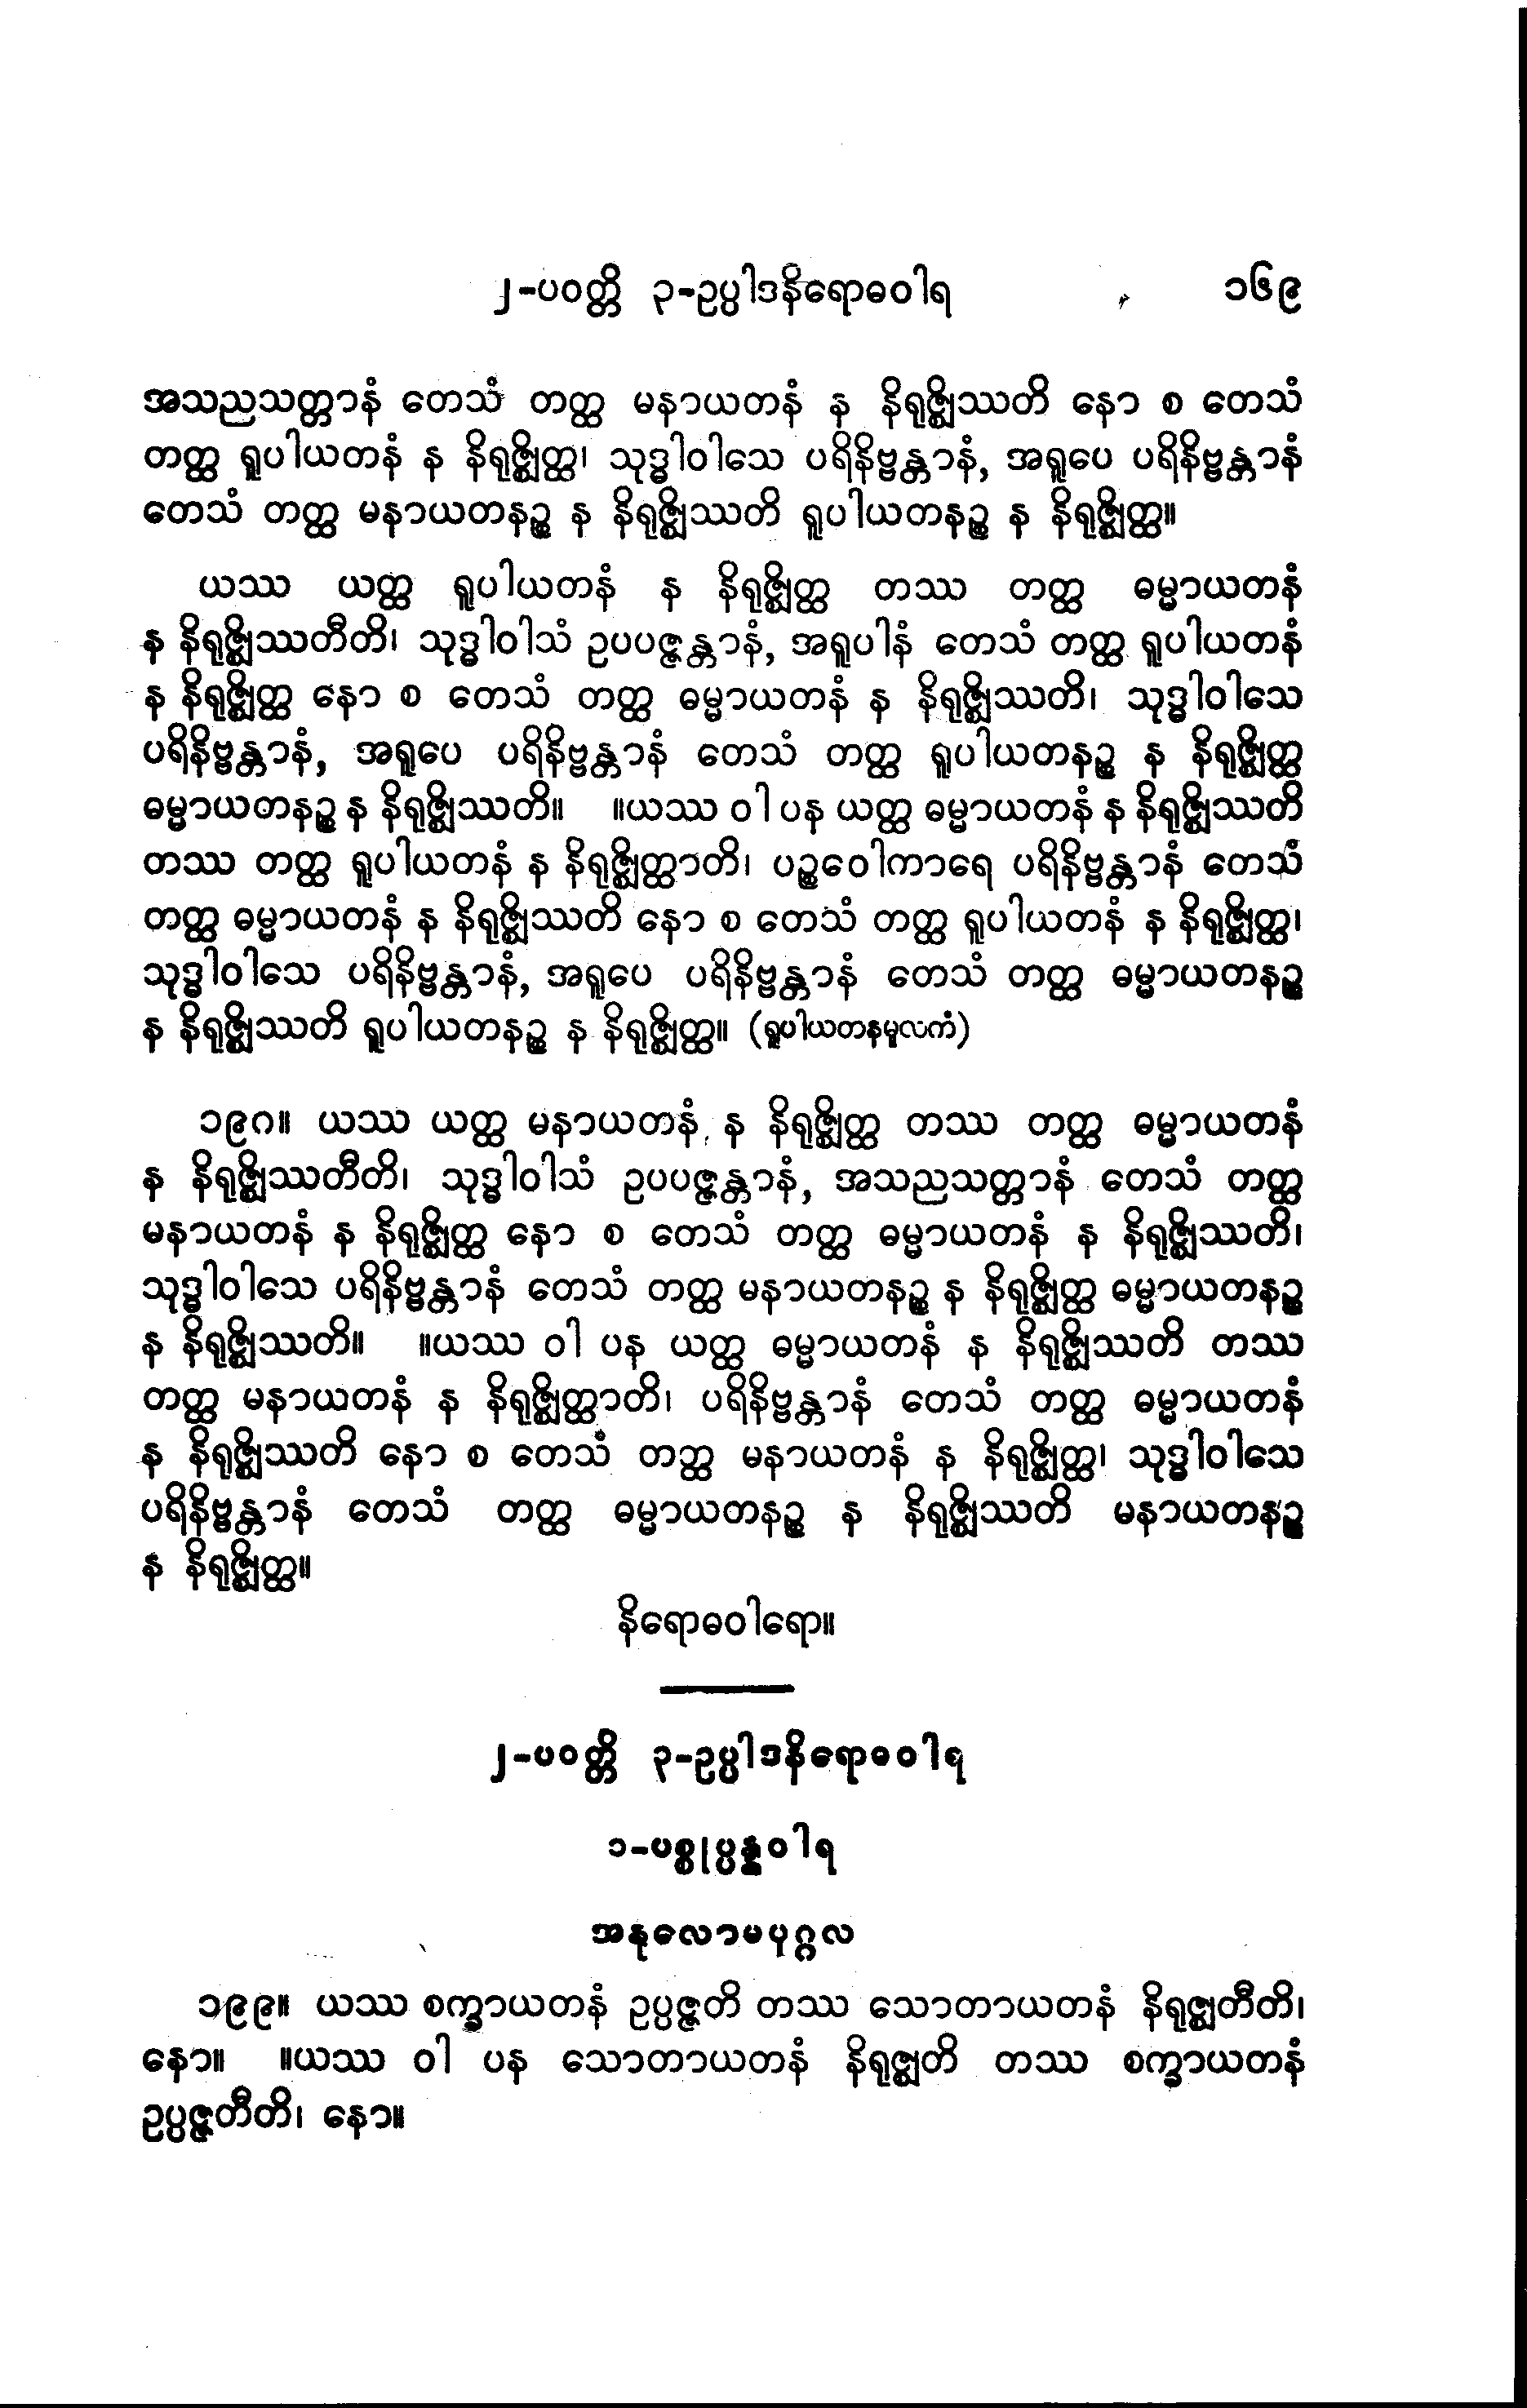 ၂-ပဝတ္တိ ၃-ဥပ္ပါဒနိရောဓဝါရ ၁၆၉
အသညသတ္တာနံ တေသံ တတ္ထ မနာယတနံ န နိရုဇ္ဈိဿတိ နော စ တေသံ
တတ္ထ ရူပါယတနံ န နိရုဇ္ဈိတ္ထ၊ သုဒ္ဓါဝါသေ ပရိနိဗ္ဗန္တာနံ, အရူပေ ပရိနိဗ္ဗန္တာနံ
တေသံ တတ္ထ မနာယတနဉ္စ န နိရုဇ္ဈိဿတိ ရူပါယတနဉ္စ န နိရုဇ္ဈိတ္ထ။
ယဿ ယတ္ထ ရူပါယတနံ န နိရုဇ္ဈိတ္ထ တဿ တတ္ထ ဓမ္မာယတနံ
န နိရုဇ္ဈိဿတီတိ၊ သုဒ္ဓါဝါသံ ဥပပဇ္ဇန္တာနံ, အရူပါနံ တေသံ တတ္ထ ရူပါယတနံ
န နိရုဇ္ဈိတ္ထ နော စ တေသံ တတ္ထ ဓမ္မာယတနံ န နိရုဇ္ဈိဿတိ၊ သုဒ္ဓါဝါသေ
ပရိနိဗ္ဗန္တာနံ, အရူပေ ပရိနိဗ္ဗန္တာနံ တေသံ တတ္ထ ရူပါယတနဉ္စ န နိရုဇ္ဈိတ္ထ
ဓမ္မာယတနဉ္စ န နိရုဇ္ဈိဿတိ။ ။ယဿ ဝါ ပန ယတ္ထ ဓမ္မာယတနံ န နိရုဇ္ဈိဿတိ
တဿ တတ္ထ ရူပါယတနံ န နိရုဇ္ဈိတ္ထာတိ၊ ပဉ္စဝေါကာရေ ပရိနိဗ္ဗန္တာနံ တေသံ
တတ္ထ ဓမ္မာယတနံ န နိရုဇ္ဈိဿတိ နော စ တေသံ တတ္ထ ရူပါယတနံ န နိရုဇ္ဈိတ္ထ၊
သုဒ္ဓါဝါသေ ပရိနိဗ္ဗန္တာနံ, အရူပေ ပရိနိဗ္ဗန္တာနံ တေသံ တတ္ထ ဓမ္မာယတနဉ္စ
န နိရုဇ္ဈိဿတိ ရူပါယတနဉ္စ န နိရုဇ္ဈိတ္ထ။ (ရူပါယတနမူလကံ)
၁၉၈။ ယဿ ယတ္ထ မနာယတနံ န နိရုဇ္ဈိတ္ထ တဿ တတ္ထ ဓမ္မာယတနံ
န နိရုဇ္ဈိဿတီတိ၊ သုဒ္ဓါဝါသံ ဥပပဇ္ဇန္တာနံ, အသညသတ္တာနံ တေသံ တတ္ထ
မနာယတနံ န နိရုဇ္ဈိတ္ထ နော စ တေသံ တတ္ထ ဓမ္မာယတနံ န နိရုဇ္ဈိဿတိ၊
သုဒ္ဓါဝါသေ ပရိနိဗ္ဗန္တာနံ တေသံ တတ္ထ မနာယတနဉ္စ န နိရုဇ္ဈိတ္ထ ဓမ္မာယတနဉ္စ
န နိရုဇ္ဈိဿတိ။ ။ယဿ ဝါ ပန ယတ္ထ ဓမ္မာယတနံ န နိရုဇ္ဈိဿတိ တဿ
တတ္ထ မနာယတနံ န နိရုဇ္ဈိတ္ထာတိ၊ ပရိနိဗ္ဗန္တာနံ တေသံ တတ္ထ ဓမ္မာယတနံ
န နိရုဇ္ဈိဿတိ နော စ တေသံ တတ္ထ မနာယတနံ န နိရုဇ္ဈိတ္ထ၊ သုဒ္ဓါဝါသေ
ပရိနိဗ္ဗန္တာနံ တေသံ တတ္ထ ဓမ္မာယတနဉ္စ န နိရုဇ္ဈိဿတိ မနာယတနဉ္စ
န နိရုဇ္ဈိတ္ထ။
နိရောဓဝါရော။
၂-ပဝတ္တိ ၃-ဥပ္ပါဒနိရောဓဝါရ
၁-ပစ္စုပ္ပန္နဝါရ
အနုလောမပုဂ္ဂလ
၁၉၉။ ယဿ စက္ခာယတနံ ဥပ္ပဇ္ဇတိ တဿ သောတာယတနံ နိရုဇ္ဈတီတိ၊
နော။ ။ယဿ ဝါ ပန သောတာယတနံ နိရုဇ္ဈတိ တဿ စက္ခာယတနံ
ဥပ္ပဇ္ဇတီတိ၊ နော။